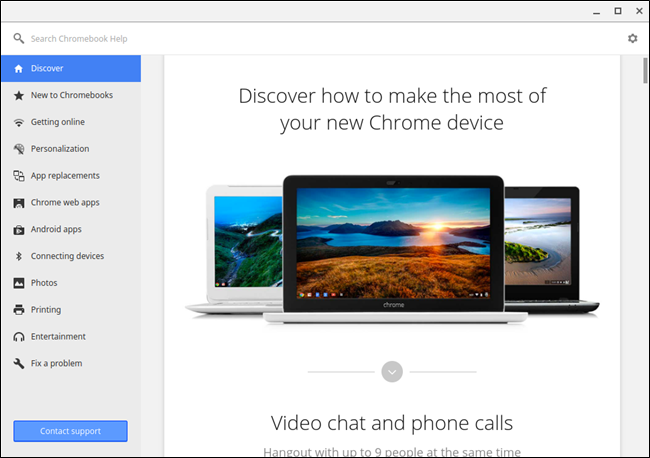 Search Chromebook Help
Discover
New to Chromebooks
Getting online
Personalization
App replacements
Chrome web apps
Android apps
Connecting devices
Photos
Printing
Entertainment
Fix a problem
Contact support
Discover how to make the most of
your new Chrome device
chrome
Video chat and phone calls
Hangout with up to 9 people at the same time